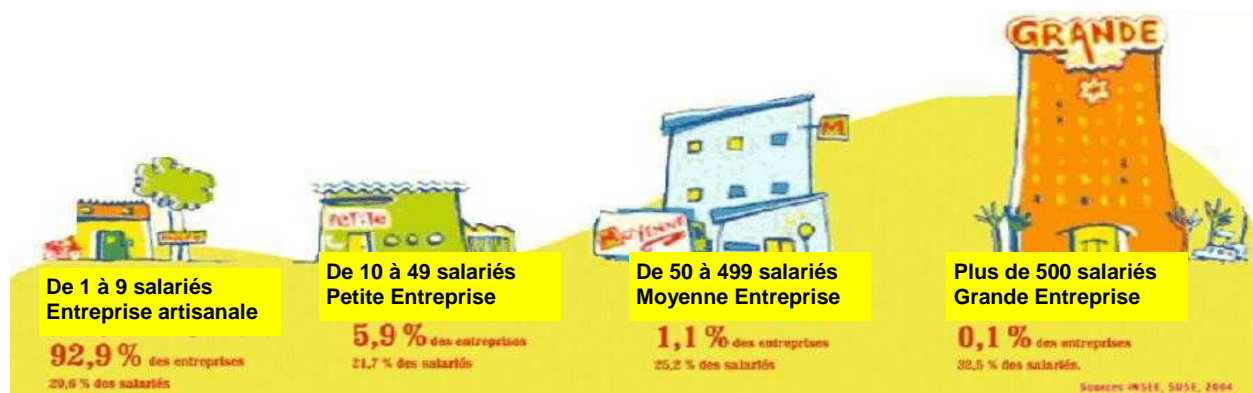 GRANDE
M
Petite
MOYENNE
De 1 à 9 salariés
Entreprise artisanale
92,9 % des entreprises
20,6 % des salariés
De 10 à 49 salariés
Petite Entreprise
5,9 % des entreprises
21,7 % des salariés
De 50 à 499 salariés
Moyenne Entreprise
1,1 % des entreprises
25,2 % des salariés
Plus de 500 salariés
Grande Entreprise
0,1 % des entreprises
32,5 % des salariés.
Sources INSEE, SUSE, 2004